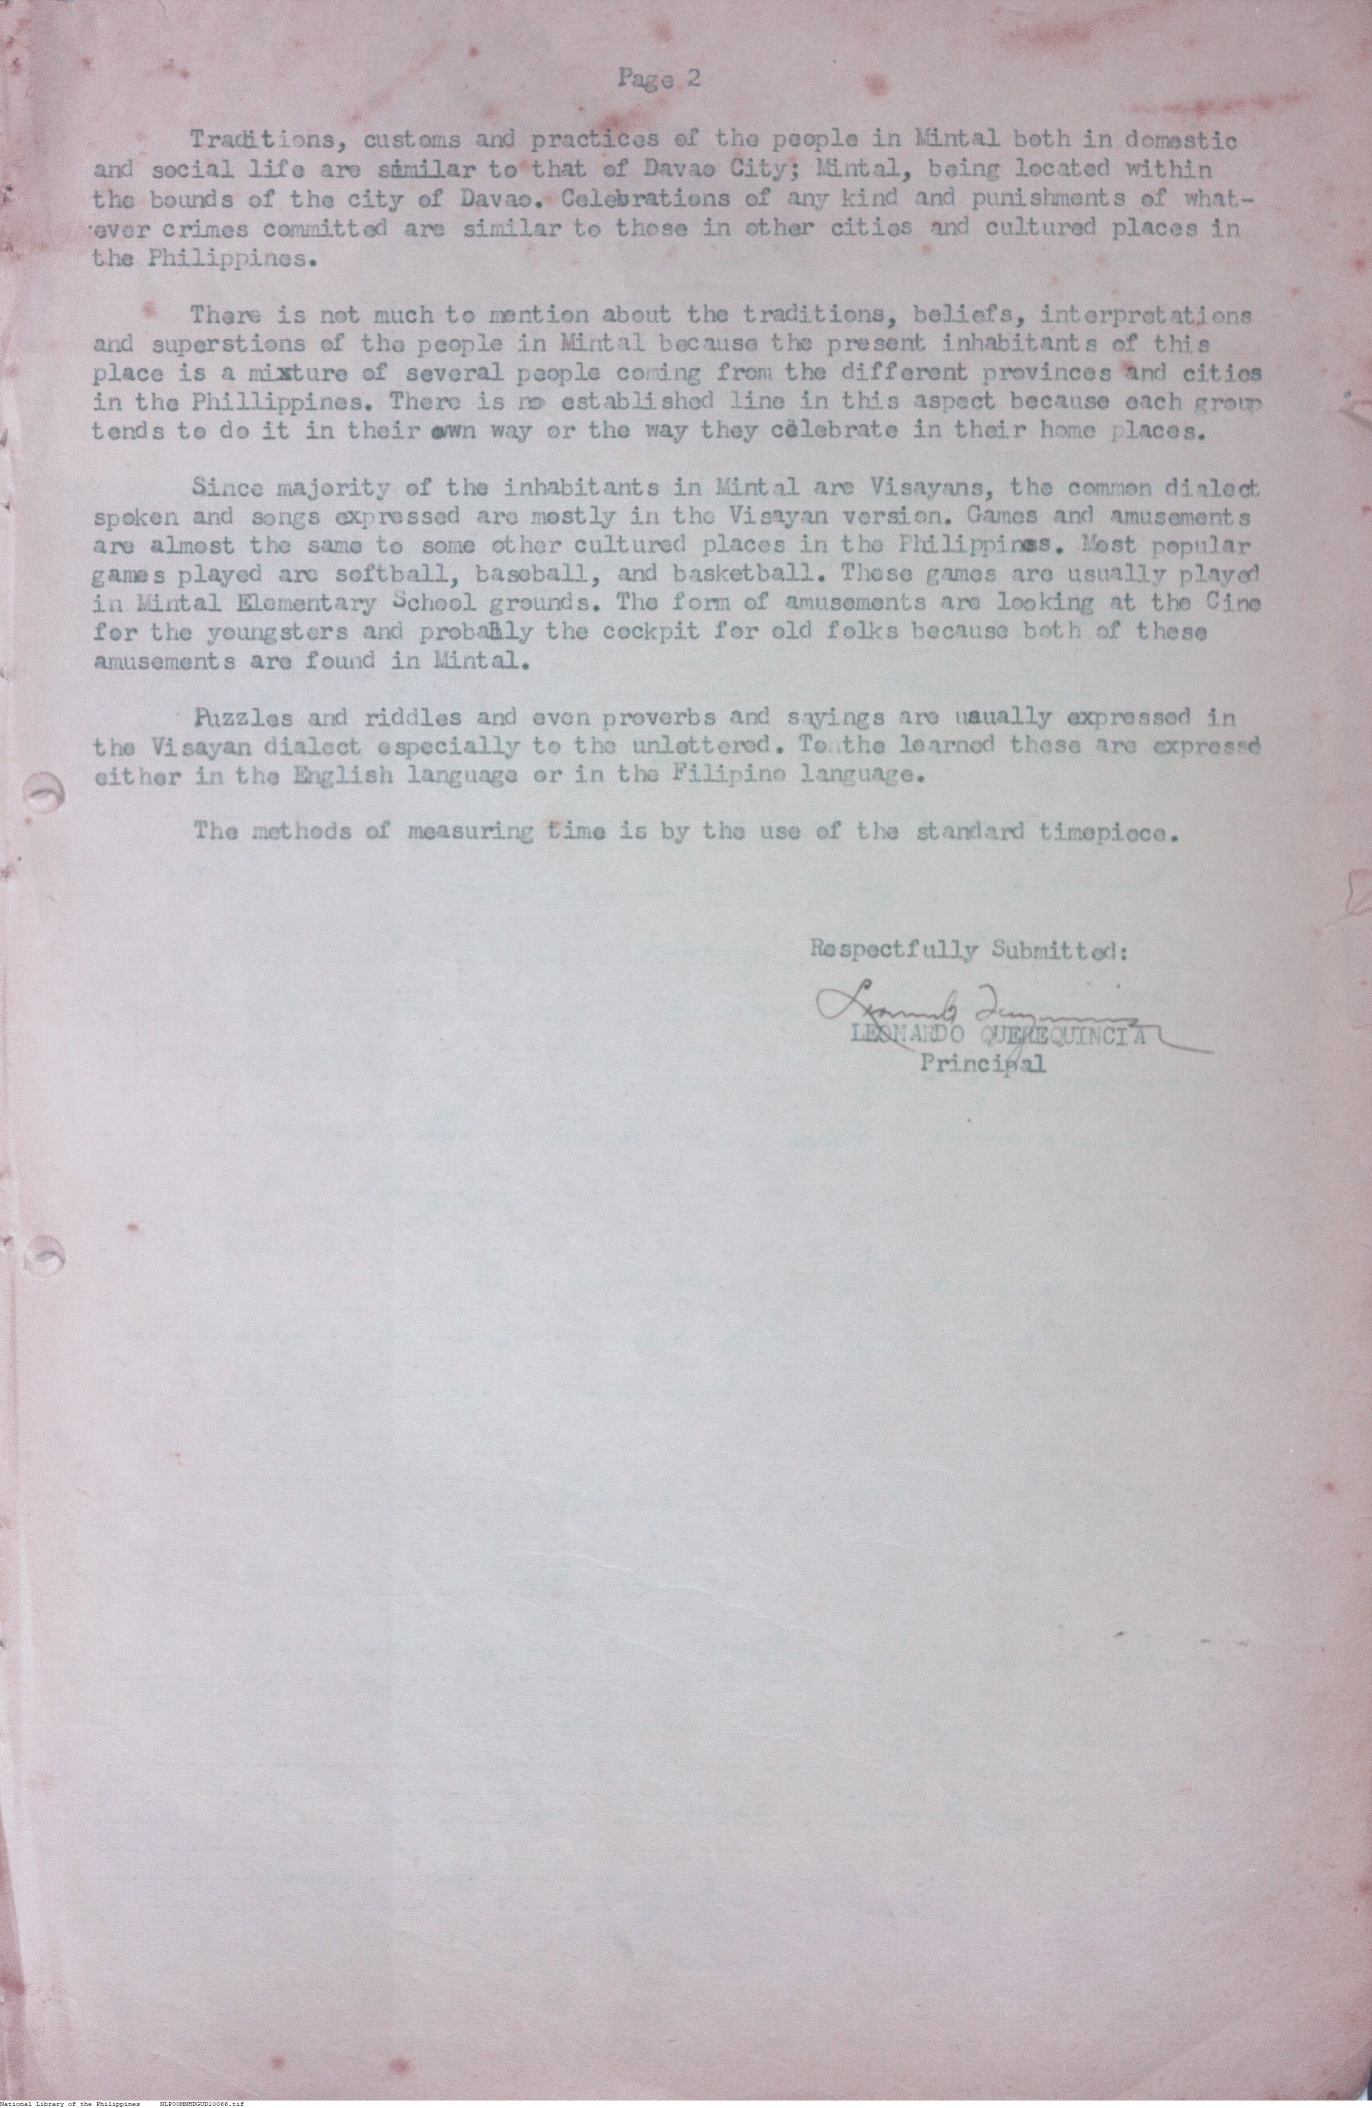 Page 2
Traditions, customs and practices of the people in Mintal both in domestic
and social life are similar to that of Davao City; Mintal, being located within
the bounds of the city of Davao. Celebrations of any kind and punishments of what-
ever crimes committed are similar to those in other cities and cultured places in
the Philippines.
There is not much to mention about the traditions, beliefs, interpretations
and superstions of the people in Mintal because the present inhabitants of this
place is a mixture of several people coming from the different provinces and cities
in the Phillippines. There is no established line in this aspect because each group
tends to do it in their own way or the way they celebrate in their home places.
Since majority of the inhabitants in Mintal are Visayans, the common dialect
spoken and songs expressed are mostly in the Visayan version. Games and amusements
are almost the same to some other cultured places in the Philippines. Most popular
games played are softball, baseball, and basketball. These games are usually played
in Mintal Elementary School grounds. The form of amusements are looking at the Cine
for the youngsters and probably the cockpit for old folks because both of these
amusements are found in Mintal.
Puzzles and riddles and even proverbs and sayings are usually expressed in
the Visayan dialect especially to the unlettered. To the learned these are expressed
either in the English language or in the Filipino language.
The methods of measuring time is by the use of the standard timepiece.
Respectfully Submitted:
LEONARDO QUEREQUINCIA
Principal
National Library of the Philippines NLPOOMNHDGUD10066.tif